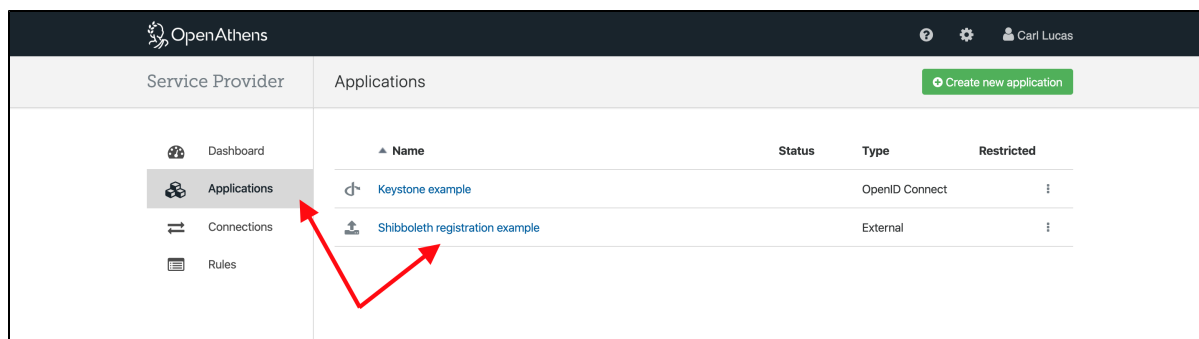 OpenAthens
Carl Lucas
Service Provider
Applications
Create new application
Dashboard
Applications
Connections
Rules
Name Status Type Restricted
Keystone example OpenID Connect
Shibboleth registration example External